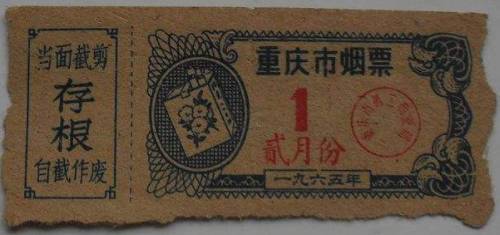 当面截剪
存根
自截作废
重庆市烟票
1
贰月份
一九六五年